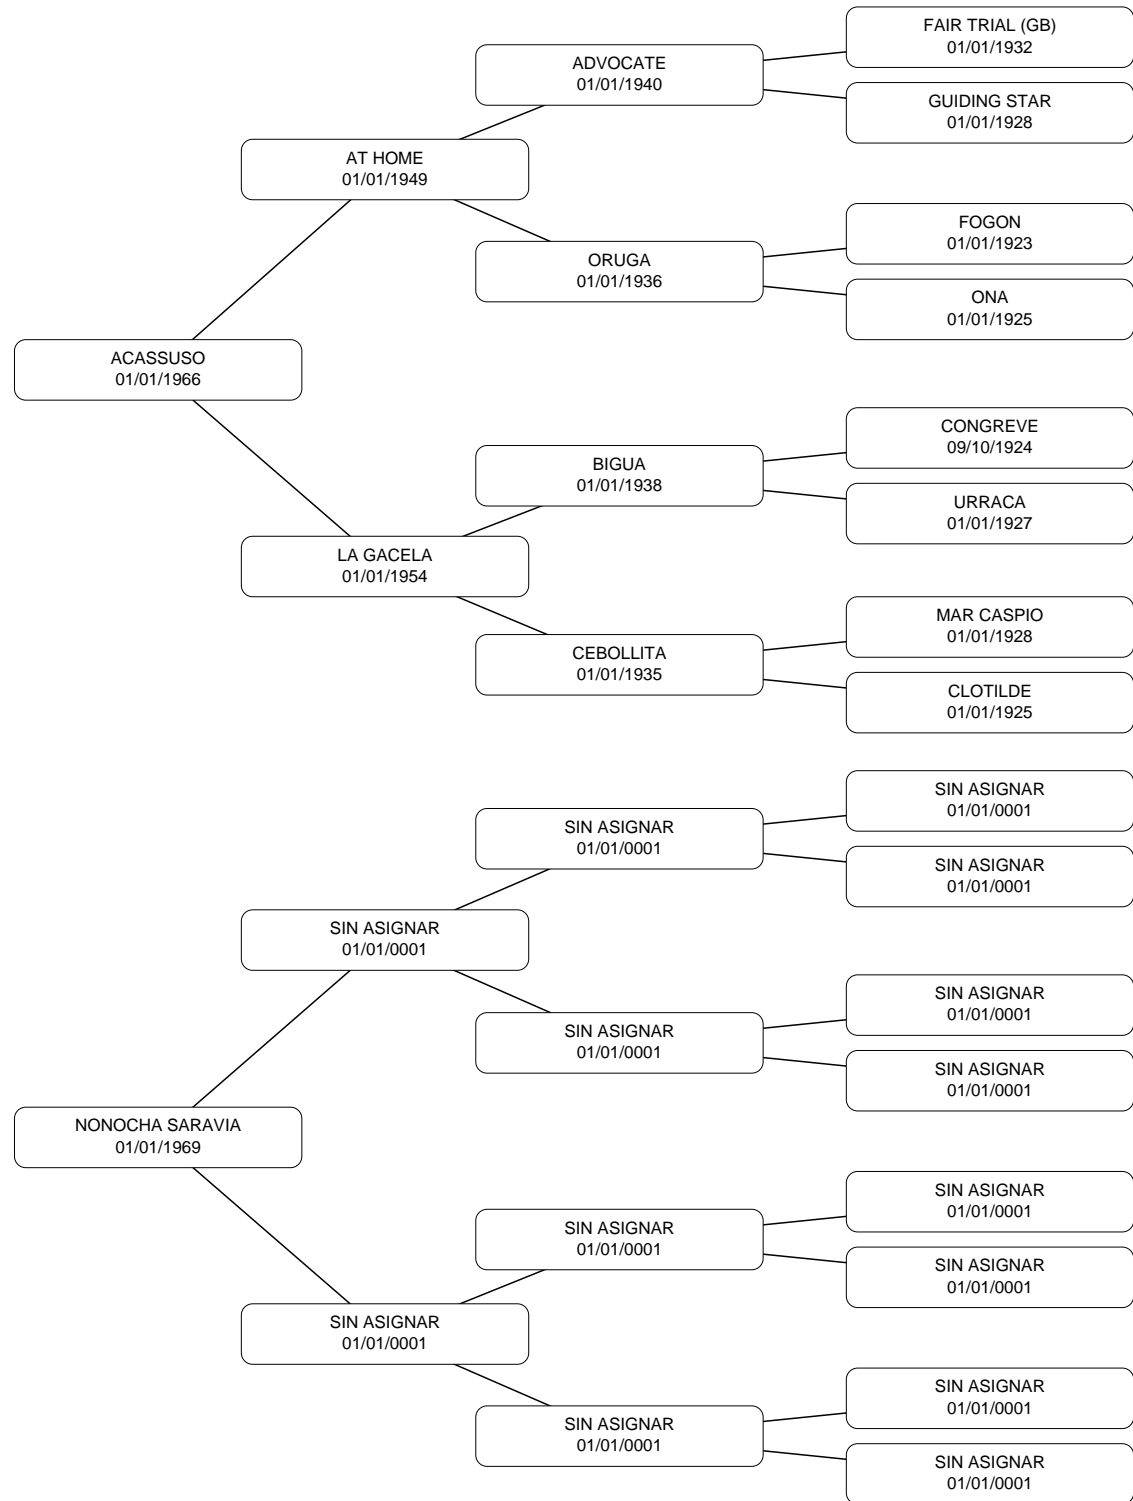 FAIR TRIAL (GB)
01/01/1932
ADVOCATE
01/01/1940
GUIDING STAR
01/01/1928
AT HOME
01/01/1949
FOGON
01/01/1923
ORUGA
01/01/1936
ONA
01/01/1925
ACASSUSO
01/01/1966
CONGREVE
09/10/1924
BIGUA
01/01/1938
URRACA
01/01/1927
LA GACELA
01/01/1954
MAR CASPIO
01/01/1928
CEBOLLITA
01/01/1935
CLOTILDE
01/01/1925
SIN ASIGNAR
01/01/0001
SIN ASIGNAR
01/01/0001
SIN ASIGNAR
01/01/0001
SIN ASIGNAR
01/01/0001
SIN ASIGNAR
01/01/0001
SIN ASIGNAR
01/01/0001
SIN ASIGNAR
01/01/0001
NONOCHA SARAVIA
01/01/1969
SIN ASIGNAR
01/01/0001
SIN ASIGNAR
01/01/0001
SIN ASIGNAR
01/01/0001
SIN ASIGNAR
01/01/0001
SIN ASIGNAR
01/01/0001
SIN ASIGNAR
01/01/0001
SIN ASIGNAR
01/01/0001